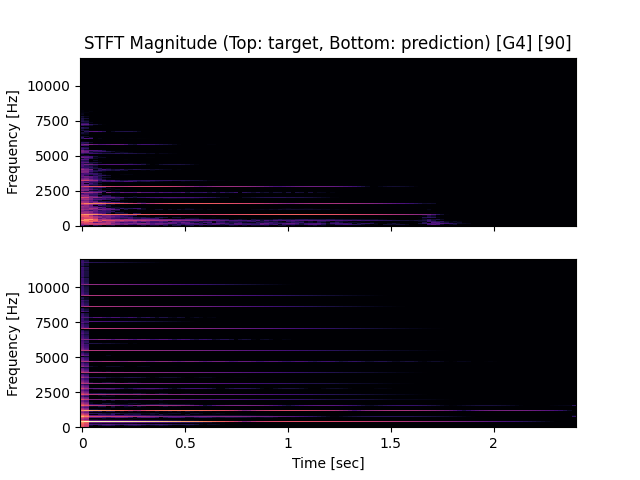 STFT Magnitude (Top: target, Bottom: prediction) [G4] [90]
Frequency [Hz]
10000
7500
5000
2500
0
Frequency [Hz]
10000
7500
5000
2500
0
0 0.5 1 1.5 2
Time [sec]